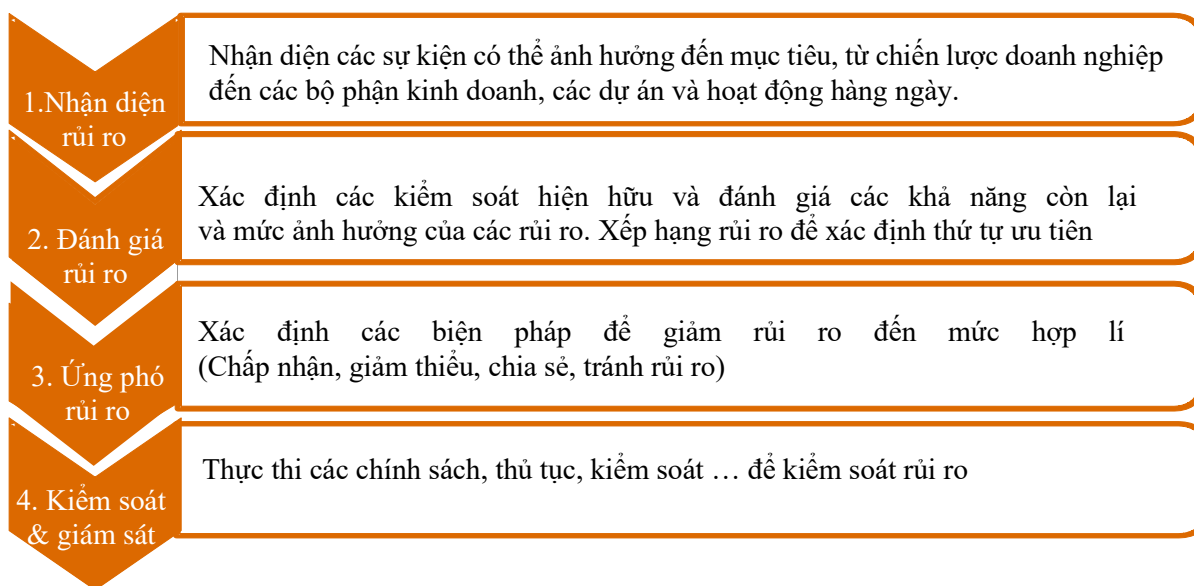 1.Nhận diện
rủi ro
Nhận diện các sự kiện có thể ảnh hưởng đến mục tiêu, từ chiến lược doanh nghiệp
đến các bộ phận kinh doanh, các dự án và hoạt động hàng ngày.
2. Đánh giá
rủi ro
Xác định các kiểm soát hiện hữu và đánh giá các khả năng còn lại
và mức ảnh hưởng của các rủi ro. Xếp hạng rủi ro để xác định thứ tự ưu tiên
3. Ứng phó
rủi ro
Xác định các biện pháp để giảm rủi ro đến mức hợp lí
(Chấp nhận, giảm thiểu, chia sẻ, tránh rủi ro)
4. Kiểm soát
& giám sát
Thực thi các chính sách, thủ tục, kiểm soát … để kiểm soát rủi ro